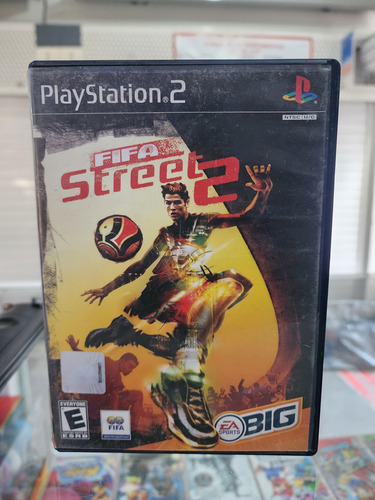 PlayStation®2
NTSC U/C
FIFA
Street 2
EVERYONE
E
ESRB
FIFA
EA
SPORTS
BIG